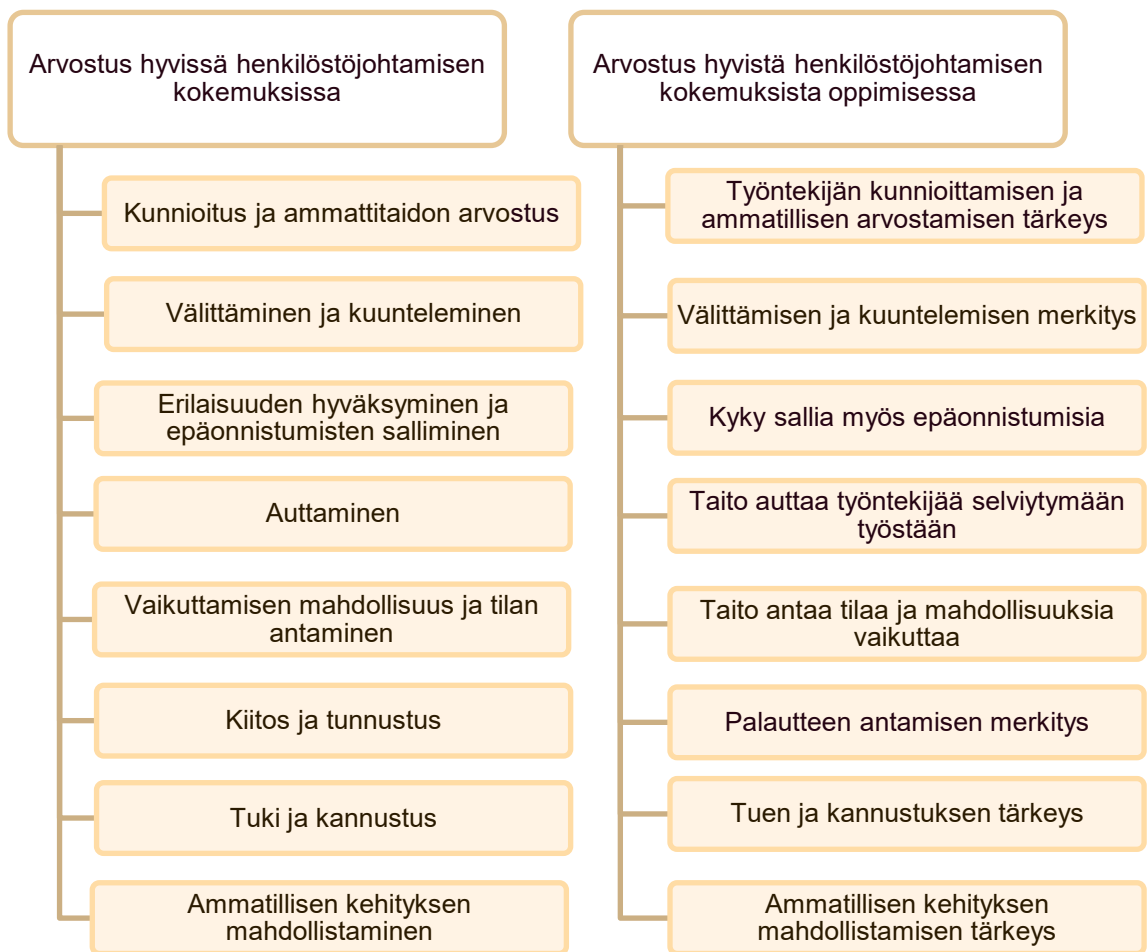 Arvostus hyvissä henkilöstöjohtamisen
kokemuksissa
Kunnioitus ja ammattitaidon arvostus
Välittäminen ja kuunteleminen
Erilaisuuden hyväksyminen ja
epäonnistumisten salliminen
Auttaminen
Vaikuttamisen mahdollisuus ja tilan
antaminen
Kiitos ja tunnustus
Tuki ja kannustus
Ammatillisen kehityksen
mahdollistaminen
Arvostus hyvistä henkilöstöjohtamisen
kokemuksista oppimisessa
Työntekijän kunnioittamisen ja
ammatillisen arvostamisen tärkeys
Välittämisen ja kuuntelemisen merkitys
Kyky sallia myös epäonnistumisia
Taito auttaa työntekijää selviytymään
työstään
Taito antaa tilaa ja mahdollisuuksia
vaikuttaa
Palautteen antamisen merkitys
Tuen ja kannustuksen tärkeys
Ammatillisen kehityksen
mahdollistamisen tärkeys